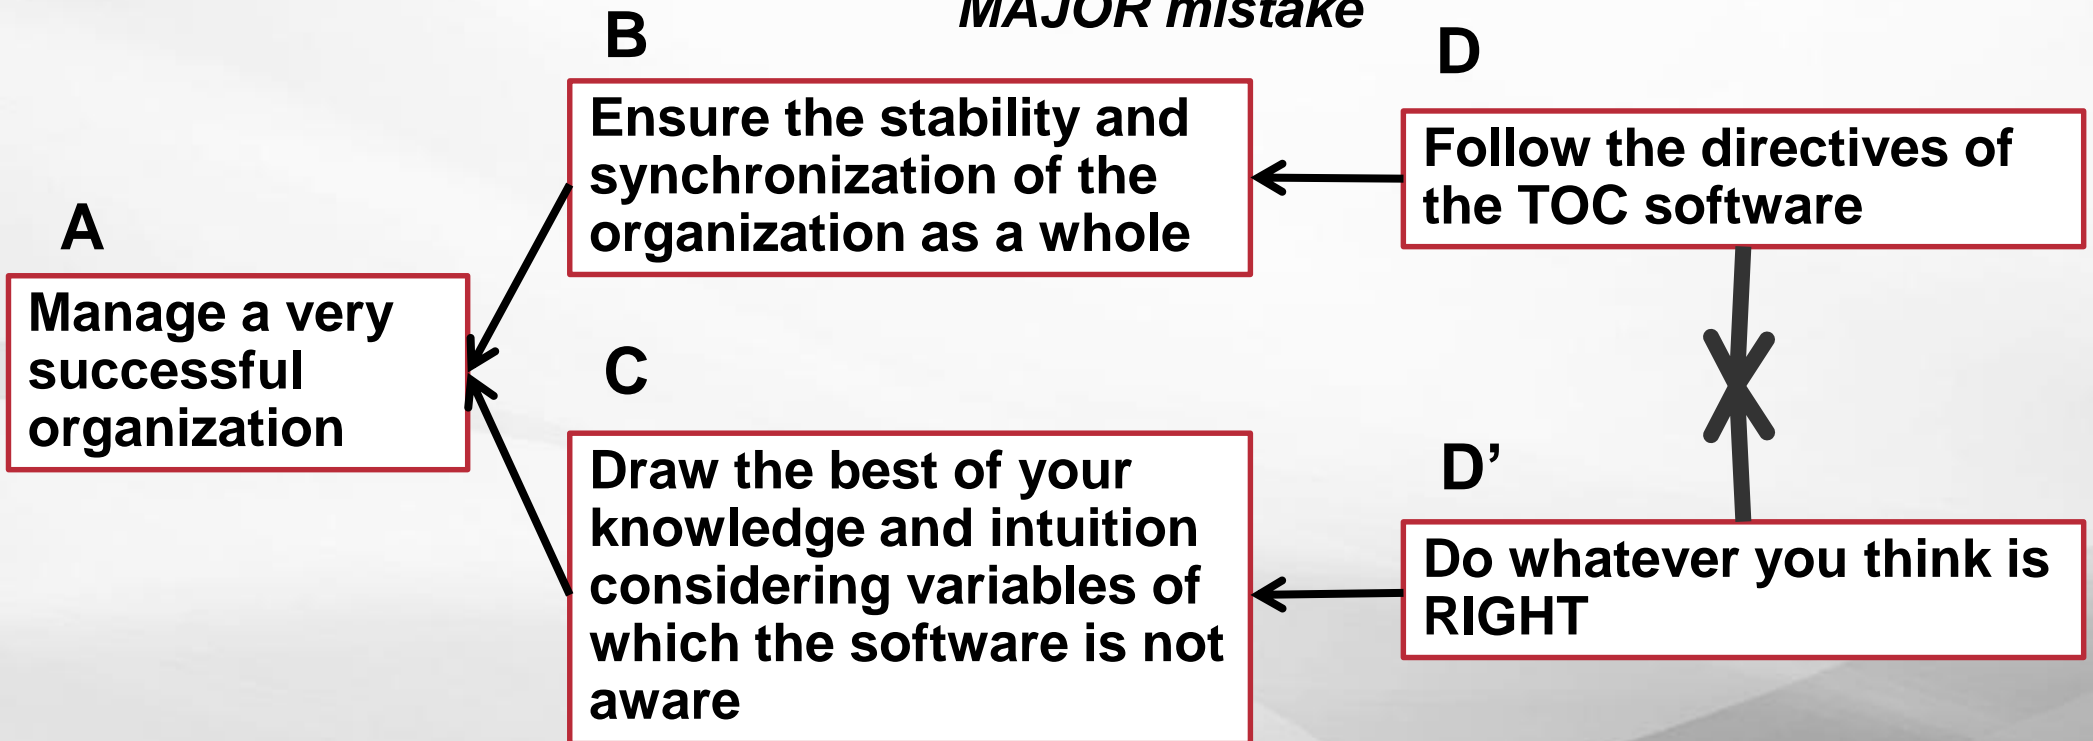 MAJOR mistake
B
D
Ensure the stability and
synchronization of the
organization as a whole
Follow the directives of
the TOC software
A
Manage a very
successful
organization
C
Draw the best of your
knowledge and intuition
considering variables of
which the software is not
aware
D’
Do whatever you think is
RIGHT